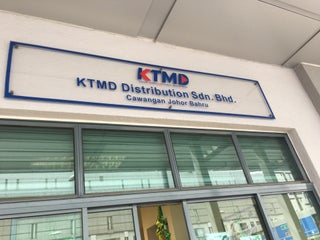 KTMD
KTMD Distribution Sdn. Bhd.
Cawangan Johor Bahru